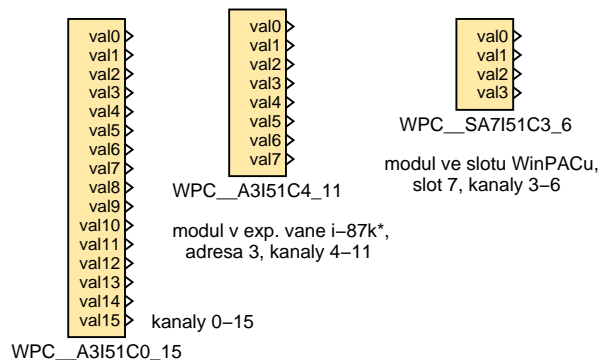 val0
val1
val2
val3
val4
val5
val6
val7
val8
val9
val10
val11
val12
val13
val14
val15
kanaly 0–15
WPC__A3I51C0_15
val0
val1
val2
val3
val4
val5
val6
val7
WPC__A3I51C4_11
modul v exp. vane i–87k*,
adresa 3, kanaly 4–11
val0
val1
val2
val3
WPC__SA7I51C3_6
modul ve slotu WinPACu,
slot 7, kanaly 3–6